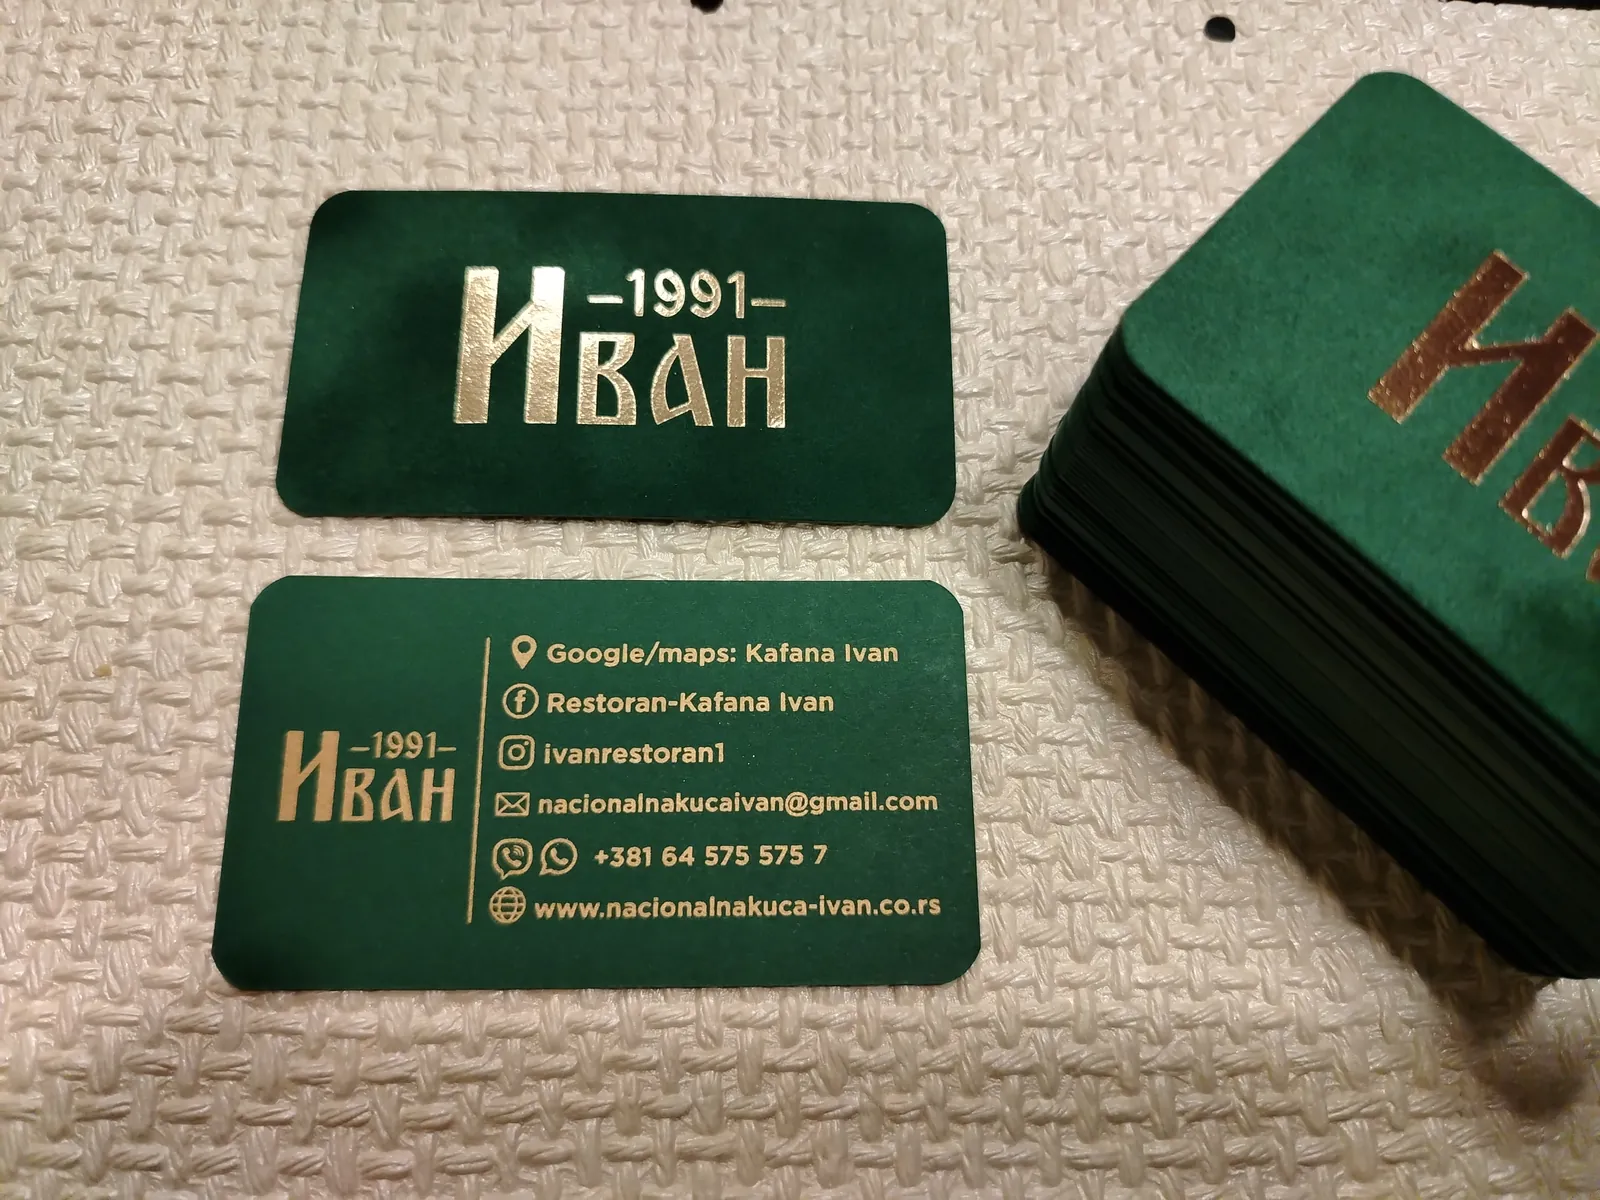 –1991–
Иван
–1991–
Иван
Google/maps: Kafana Ivan
Restoran-Kafana Ivan
ivanrestoran1
nacionalnakucaivan@gmail.com
+381 64 575 575 7
www.nacionalnakuca-ivan.co.rs
Ив